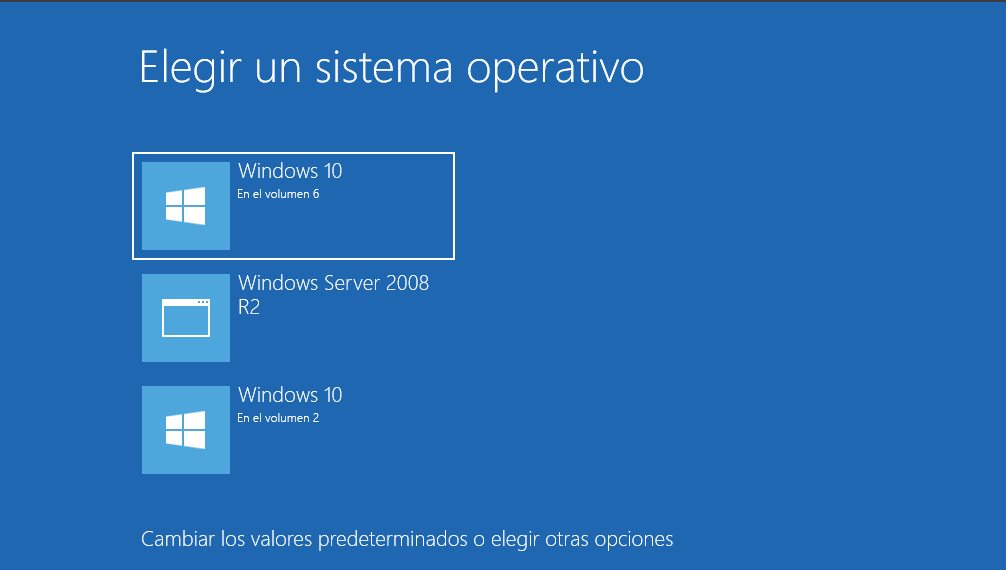 Elegir un sistema operativo
Windows 10
En el volumen 6
Windows Server 2008
R2
Windows 10
En el volumen 2
Cambiar los valores predeterminados o elegir otras opciones